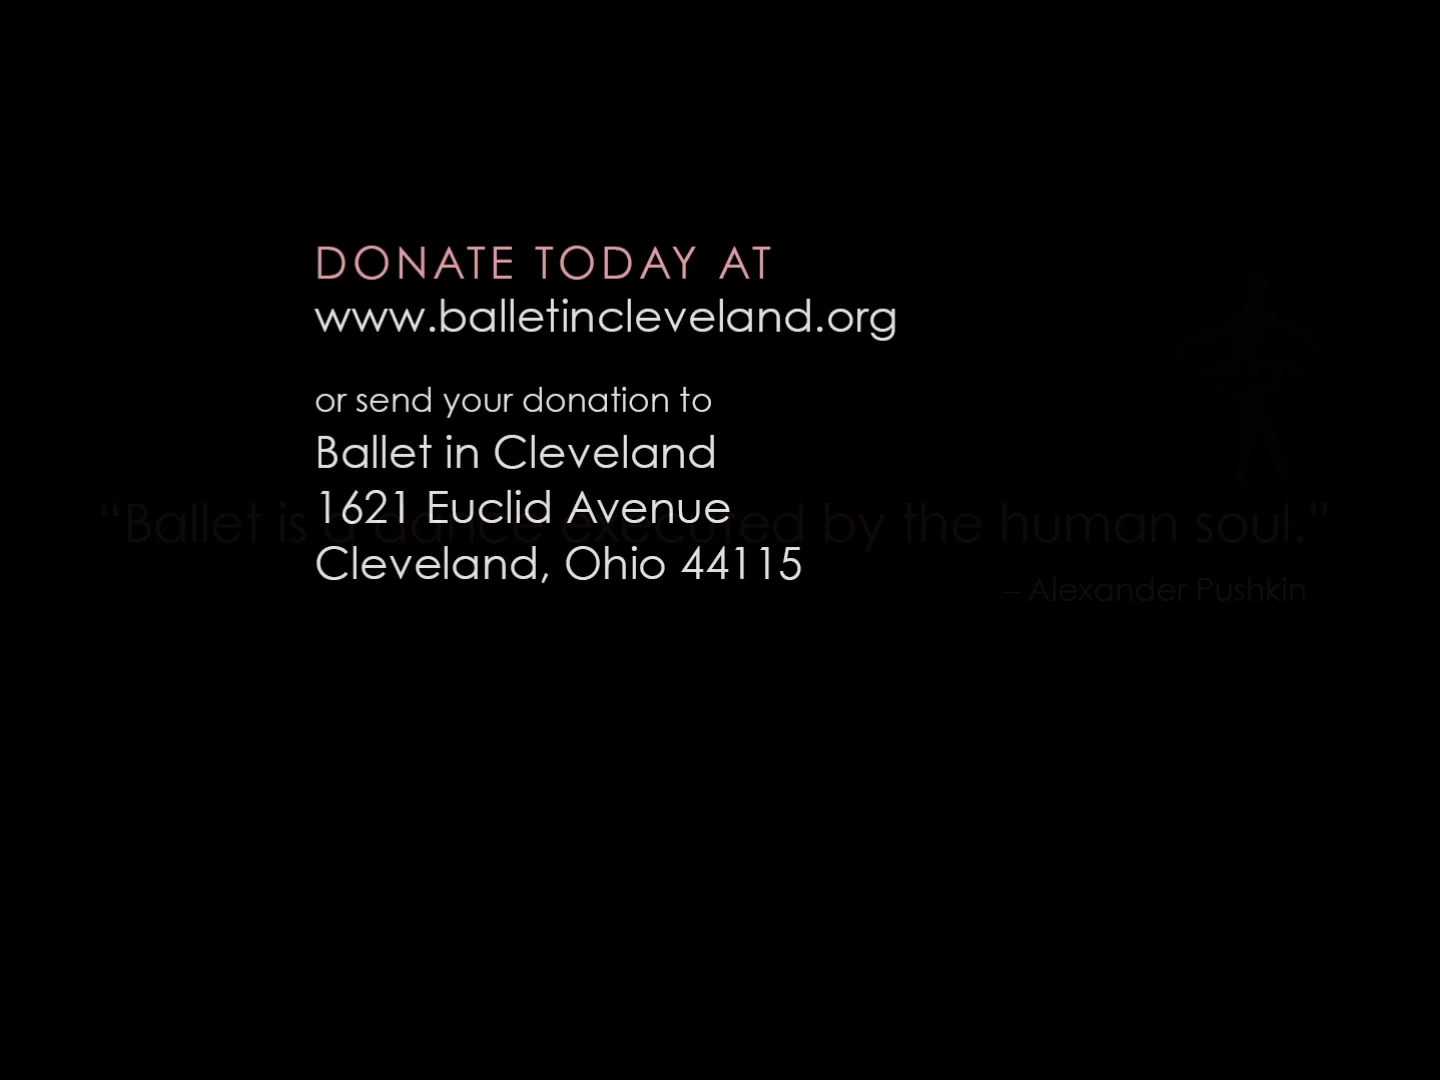 DONATE TODAY AT
www.balletincleveland.org
or send your donation to
Ballet in Cleveland
1621 Euclid Avenue
“Ballet is a dance executed by the human soul.”
Cleveland, Ohio 44115
– Alexander Pushkin